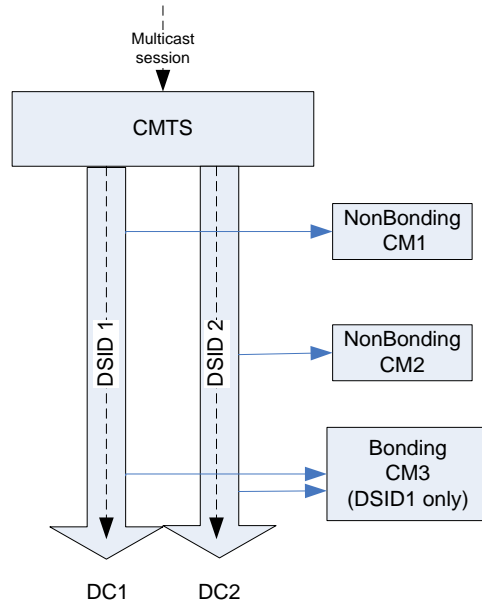 Multicast
session
CMTS
NonBonding
CM1
DSID 1
DSID 2
NonBonding
CM2
Bonding
CM3
(DSID1 only)
DC1
DC2